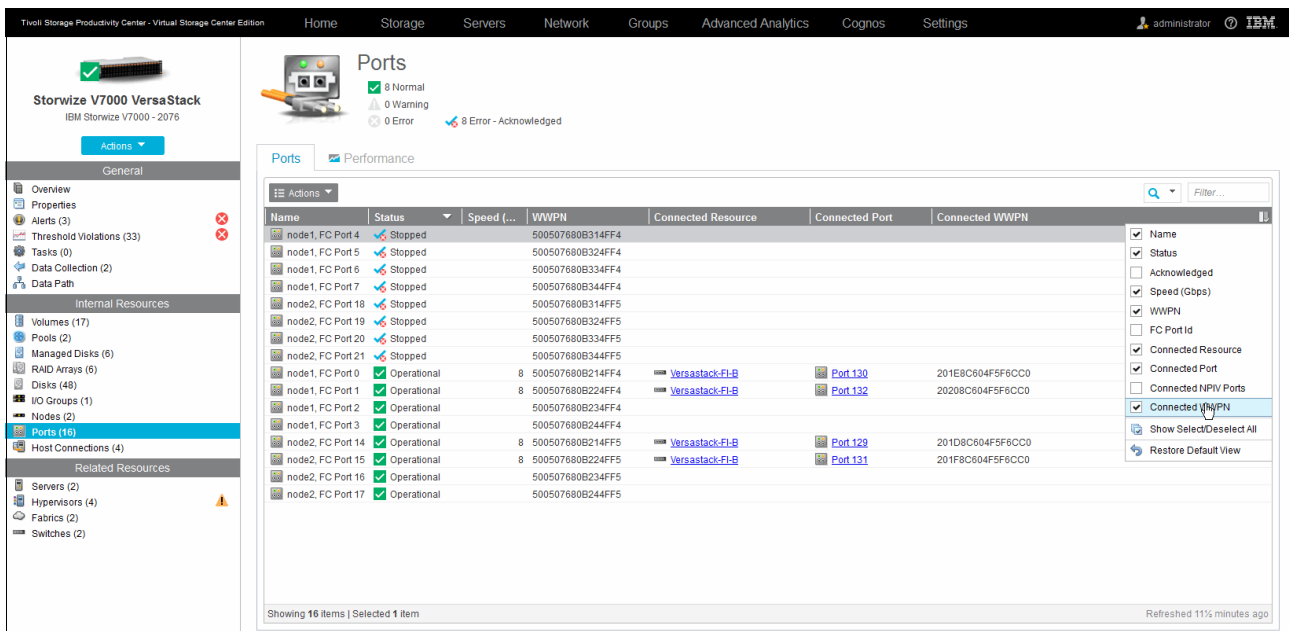 Tivoli Storage Productivity Center - Virtual Storage Center Edition Home Storage Servers Network Groups Advanced Analytics Cognos Settings administrator IBM
Storwize V7000 VersaStack
IBM Storwize V7000 - 2076
Actions
General
Overview
Properties
Alerts (3)
Threshold Violations (33)
Tasks (0)
Data Collection (2)
Data Path
Internal Resources
Volumes (17)
Pools (2)
Managed Disks (6)
RAID Arrays (6)
Disks (48)
I/O Groups (1)
Nodes (2)
Ports (16)
Host Connections (4)
Related Resources
Servers (2)
Hypervisors (4)
Fabrics (2)
Switches (2)
Ports
8 Normal
0 Warning
0 Error 8 Error - Acknowledged
Ports Performance
Actions Filter...
Name Status Speed (... WWPN Connected Resource Connected Port Connected WWPN
node1, FC Port 4 Stopped 500507680B314FF4
node1, FC Port 5 Stopped 500507680B324FF4
node1, FC Port 6 Stopped 500507680B334FF4
node1, FC Port 7 Stopped 500507680B344FF4
node2, FC Port 18 Stopped 500507680B314FF5
node2, FC Port 19 Stopped 500507680B324FF5
node2, FC Port 20 Stopped 500507680B334FF5
node2, FC Port 21 Stopped 500507680B344FF5
node1, FC Port 0 Operational 8 500507680B214FF4 Versastack-FI-B Port 130 201E8C604F5F6CC0
node1, FC Port 1 Operational 8 500507680B224FF4 Versastack-FI-B Port 132 20208C604F5F6CC0
node1, FC Port 2 Operational 500507680B234FF4
node1, FC Port 3 Operational 500507680B244FF4
node2, FC Port 14 Operational 8 500507680B214FF5 Versastack-FI-B Port 129 201D8C604F5F6CC0
node2, FC Port 15 Operational 8 500507680B224FF5 Versastack-FI-B Port 131 201F8C604F5F6CC0
node2, FC Port 16 Operational 500507680B234FF5
node2, FC Port 17 Operational 500507680B244FF5
Name
Status
Acknowledged
Speed (Gbps)
WWPN
FC Port Id
Connected Resource
Connected Port
Connected NPIV Ports
Connected WWPN
Show Select/Deselect All
Restore Default View
Showing 16 items | Selected 1 item Refreshed 11½ minutes ago